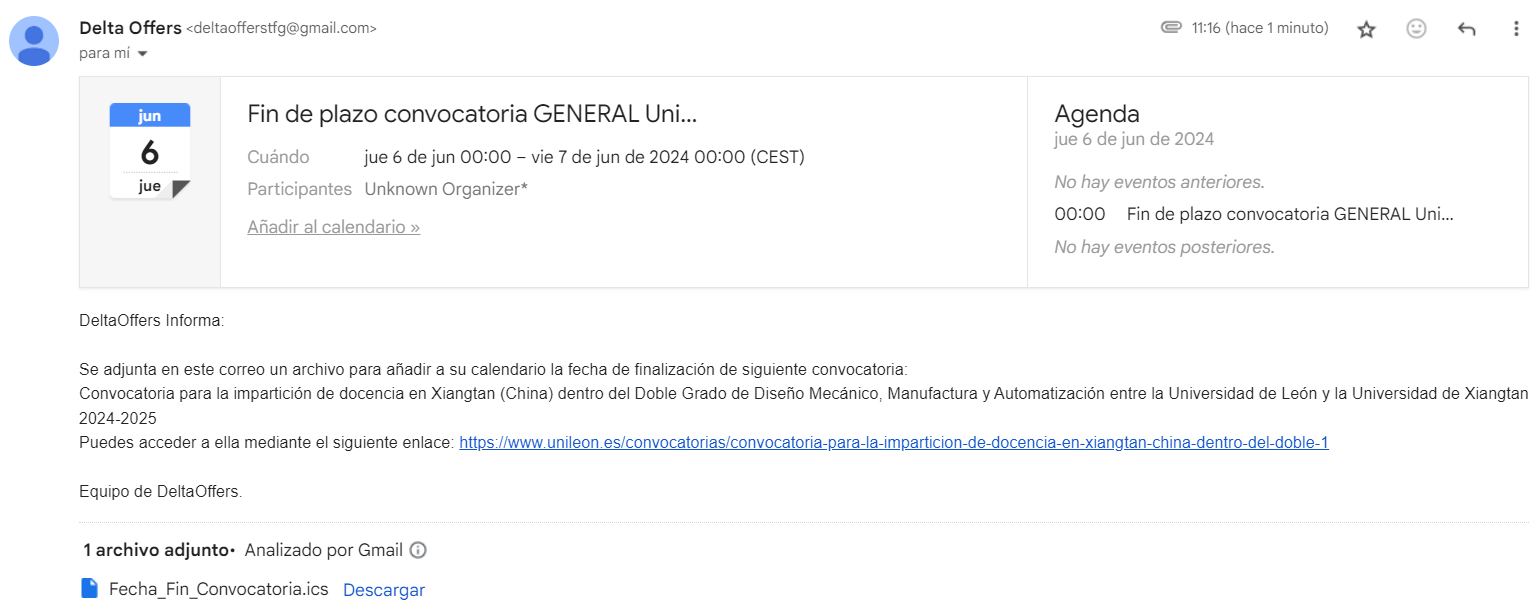 Delta Offers <deltaofferstfg@gmail.com>
11:16 (hace 1 minuto)
para mí
jun
6
jue
Fin de plazo convocatoria GENERAL Uni...
Cuándo jue 6 de jun 00:00 – vie 7 de jun de 2024 00:00 (CEST)
Participantes Unknown Organizer*
Añadir al calendario »
Agenda
jue 6 de jun de 2024
No hay eventos anteriores.
00:00 Fin de plazo convocatoria GENERAL Uni...
No hay eventos posteriores.
DeltaOffers Informa:
Se adjunta en este correo un archivo para añadir a su calendario la fecha de finalización de siguiente convocatoria:
Convocatoria para la impartición de docencia en Xiangtan (China) dentro del Doble Grado de Diseño Mecánico, Manufactura y Automatización entre la Universidad de León y la Universidad de Xiangtan
2024-2025
Puedes acceder a ella mediante el siguiente enlace: https://www.unileon.es/convocatorias/convocatoria-para-la-imparticion-de-docencia-en-xiangtan-china-dentro-del-doble-1
Equipo de DeltaOffers.
1 archivo adjunto• Analizado por Gmail
Fecha_Fin_Convocatoria.ics Descargar